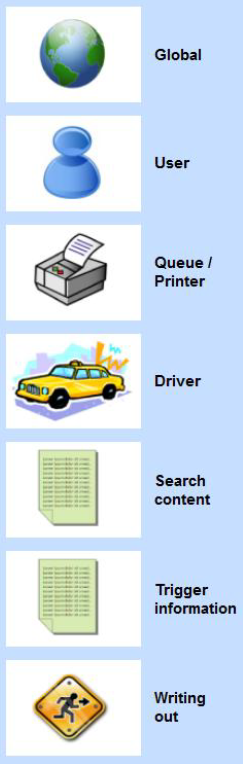 Global
User
Queue /
Printer
Driver
Search
content
Trigger
information
Writing
out